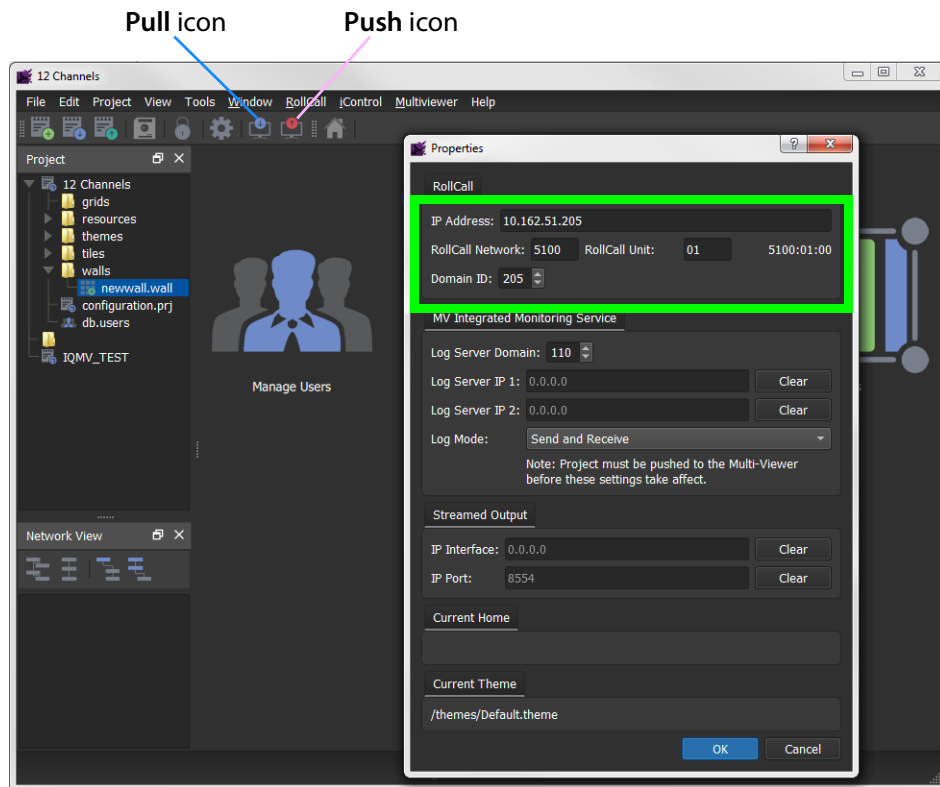 Pull icon Push icon
12 Channels
File Edit Project View Tools Window RollCall iControl Multiviewer Help
Project
12 Channels
grids
resources
themes
tiles
walls
newwall.wall
configuration.prj
db.users
IQMV_TEST
Manage Users
Network View
Properties
RollCall
IP Address: 10.162.51.205
RollCall Network: 5100 RollCall Unit: 01 5100:01:00
Domain ID: 205
MV Integrated Monitoring Service
Log Server Domain: 110
Log Server IP 1: 0.0.0.0 Clear
Log Server IP 2: 0.0.0.0 Clear
Log Mode: Send and Receive
Note: Project must be pushed to the Multi-Viewer
before these settings take affect.
Streamed Output
IP Interface: 0.0.0.0 Clear
IP Port: 8554 Clear
Current Home
Current Theme
/themes/Default.theme
OK Cancel